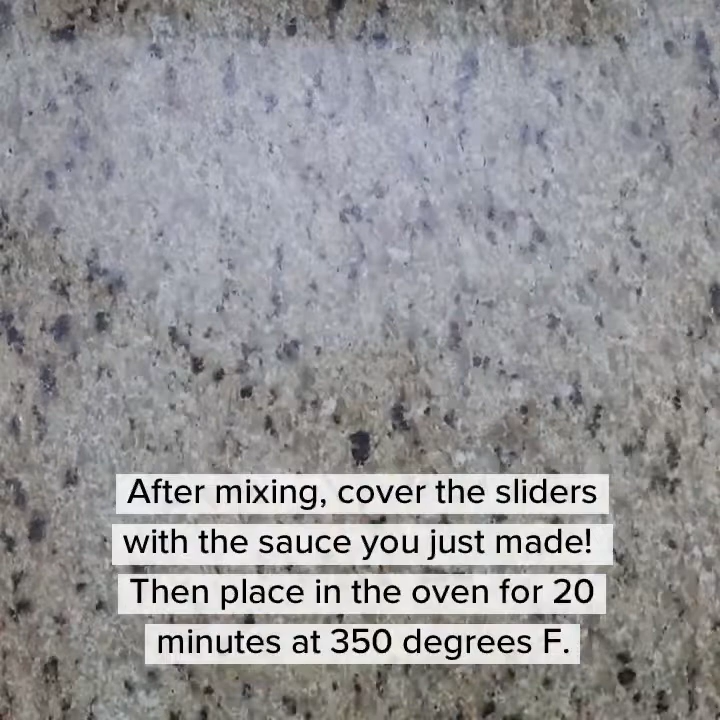 After mixing, cover the sliders
with the sauce you just made!
Then place in the oven for 20
minutes at 350 degrees F.